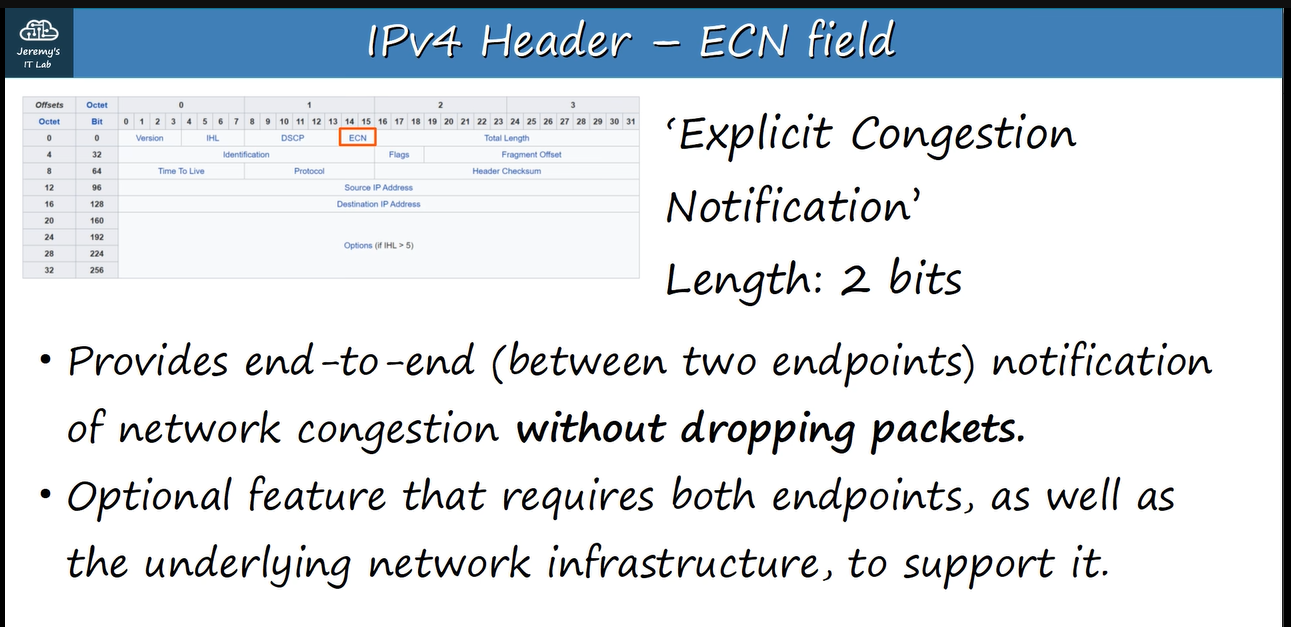 Jeremy's
IT Lab
IPv4 Header – ECN field
Offsets Octet 0 1 2 3
Octet Bit 0 1 2 3 4 5 6 7 8 9 10 11 12 13 14 15 16 17 18 19 20 21 22 23 24 25 26 27 28 29 30 31
0 0 Version IHL DSCP ECN Total Length
4 32 Identification Flags Fragment Offset
8 64 Time To Live Protocol Header Checksum
12 96 Source IP Address
16 128 Destination IP Address
20 160
24 192
Options (if IHL > 5)
28 224
32 256
‘Explicit Congestion
Notification’
Length: 2 bits
• Provides end-to-end (between two endpoints) notification
of network congestion without dropping packets.
• Optional feature that requires both endpoints, as well as
the underlying network infrastructure, to support it.